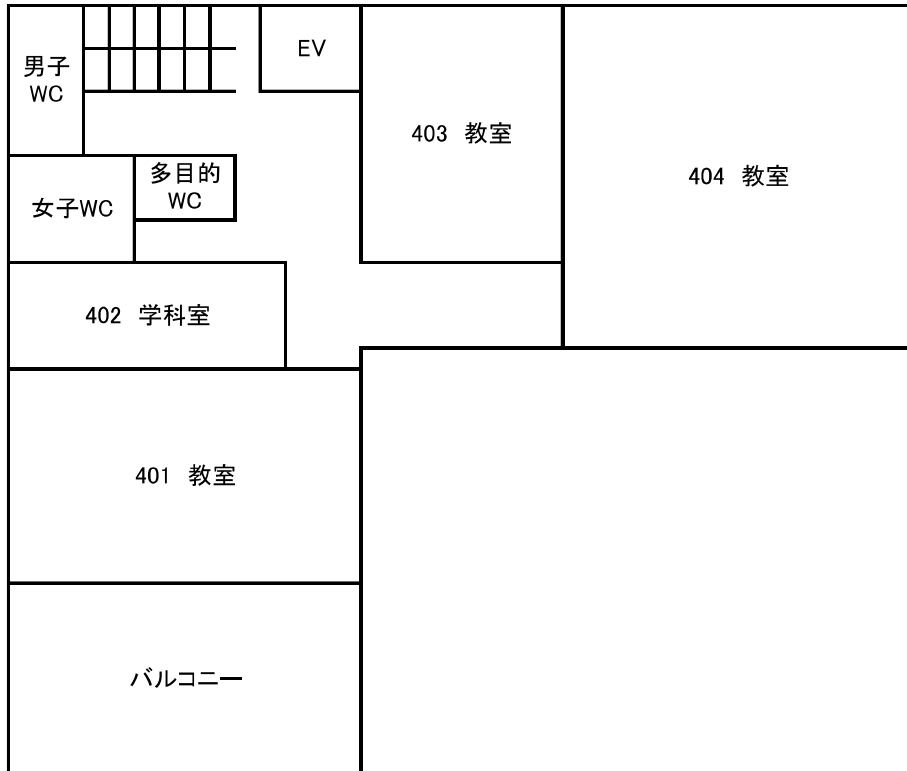 男子
WC
EV
403 教室
404 教室
女子WC
多目的
WC
402 学科室
401 教室
バルコニー